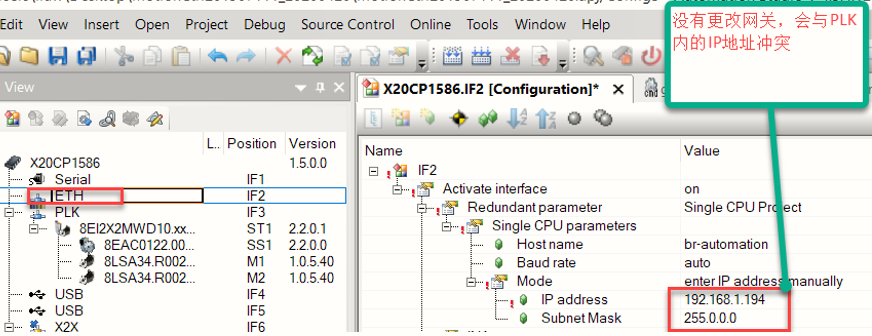 Edit View Insert Open Project Debug Source Control Online Tools Window Help
没有更改网关，会与PLK
内的IP地址冲突
View
X20CP1586.IF2 [Configuration]*
L... Position Version
X20CP1586 1.5.0.0
Serial IF1
ETH IF2
PLK IF3
8EI2X2MWD10.xx... ST1 2.2.0.1
8EAC0122.00... SS1 2.2.0.0
8LSA34.R002... M1 1.0.5.40
8LSA34.R002... M2 1.0.5.40
USB IF4
USB IF5
X2X IF6
Name Value
IF2
Activate interface on
Redundant parameter Single CPU Project
Single CPU parameters
Host name br-automation
Baud rate auto
Mode enter IP address manually
IP address 192.168.1.194
Subnet Mask 255.0.0.0